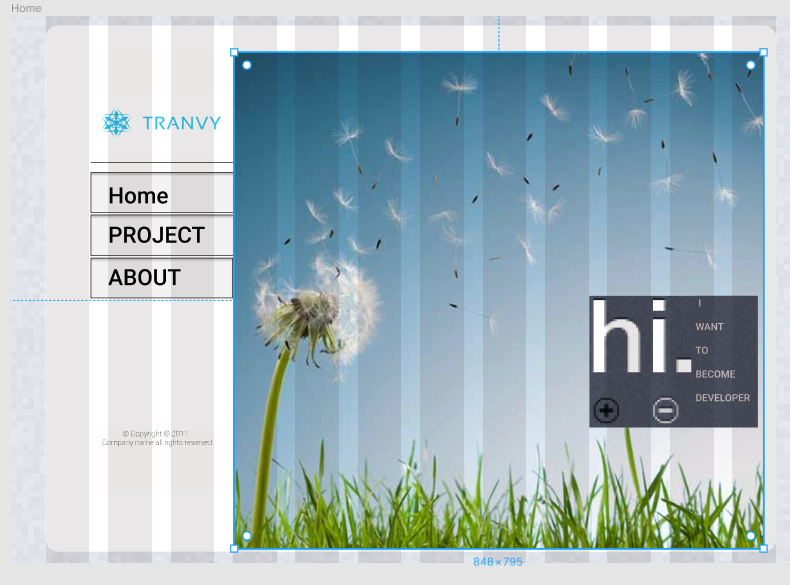 Home
TRANVY
Home
PROJECT
ABOUT
© Copyright © 2011.
Company name all rights reserved
hi.
I
WANT
TO
BECOME
DEVELOPER
848 × 795